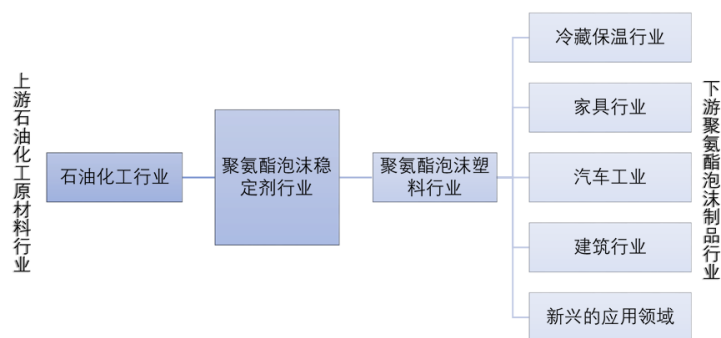 上游石油化工原材料行业
石油化工行业
聚氨酯泡沫稳
定剂行业
聚氨酯泡沫塑
料行业
冷藏保温行业
家具行业
汽车工业
建筑行业
新兴的应用领域
下游聚氨酯泡沫制品行业